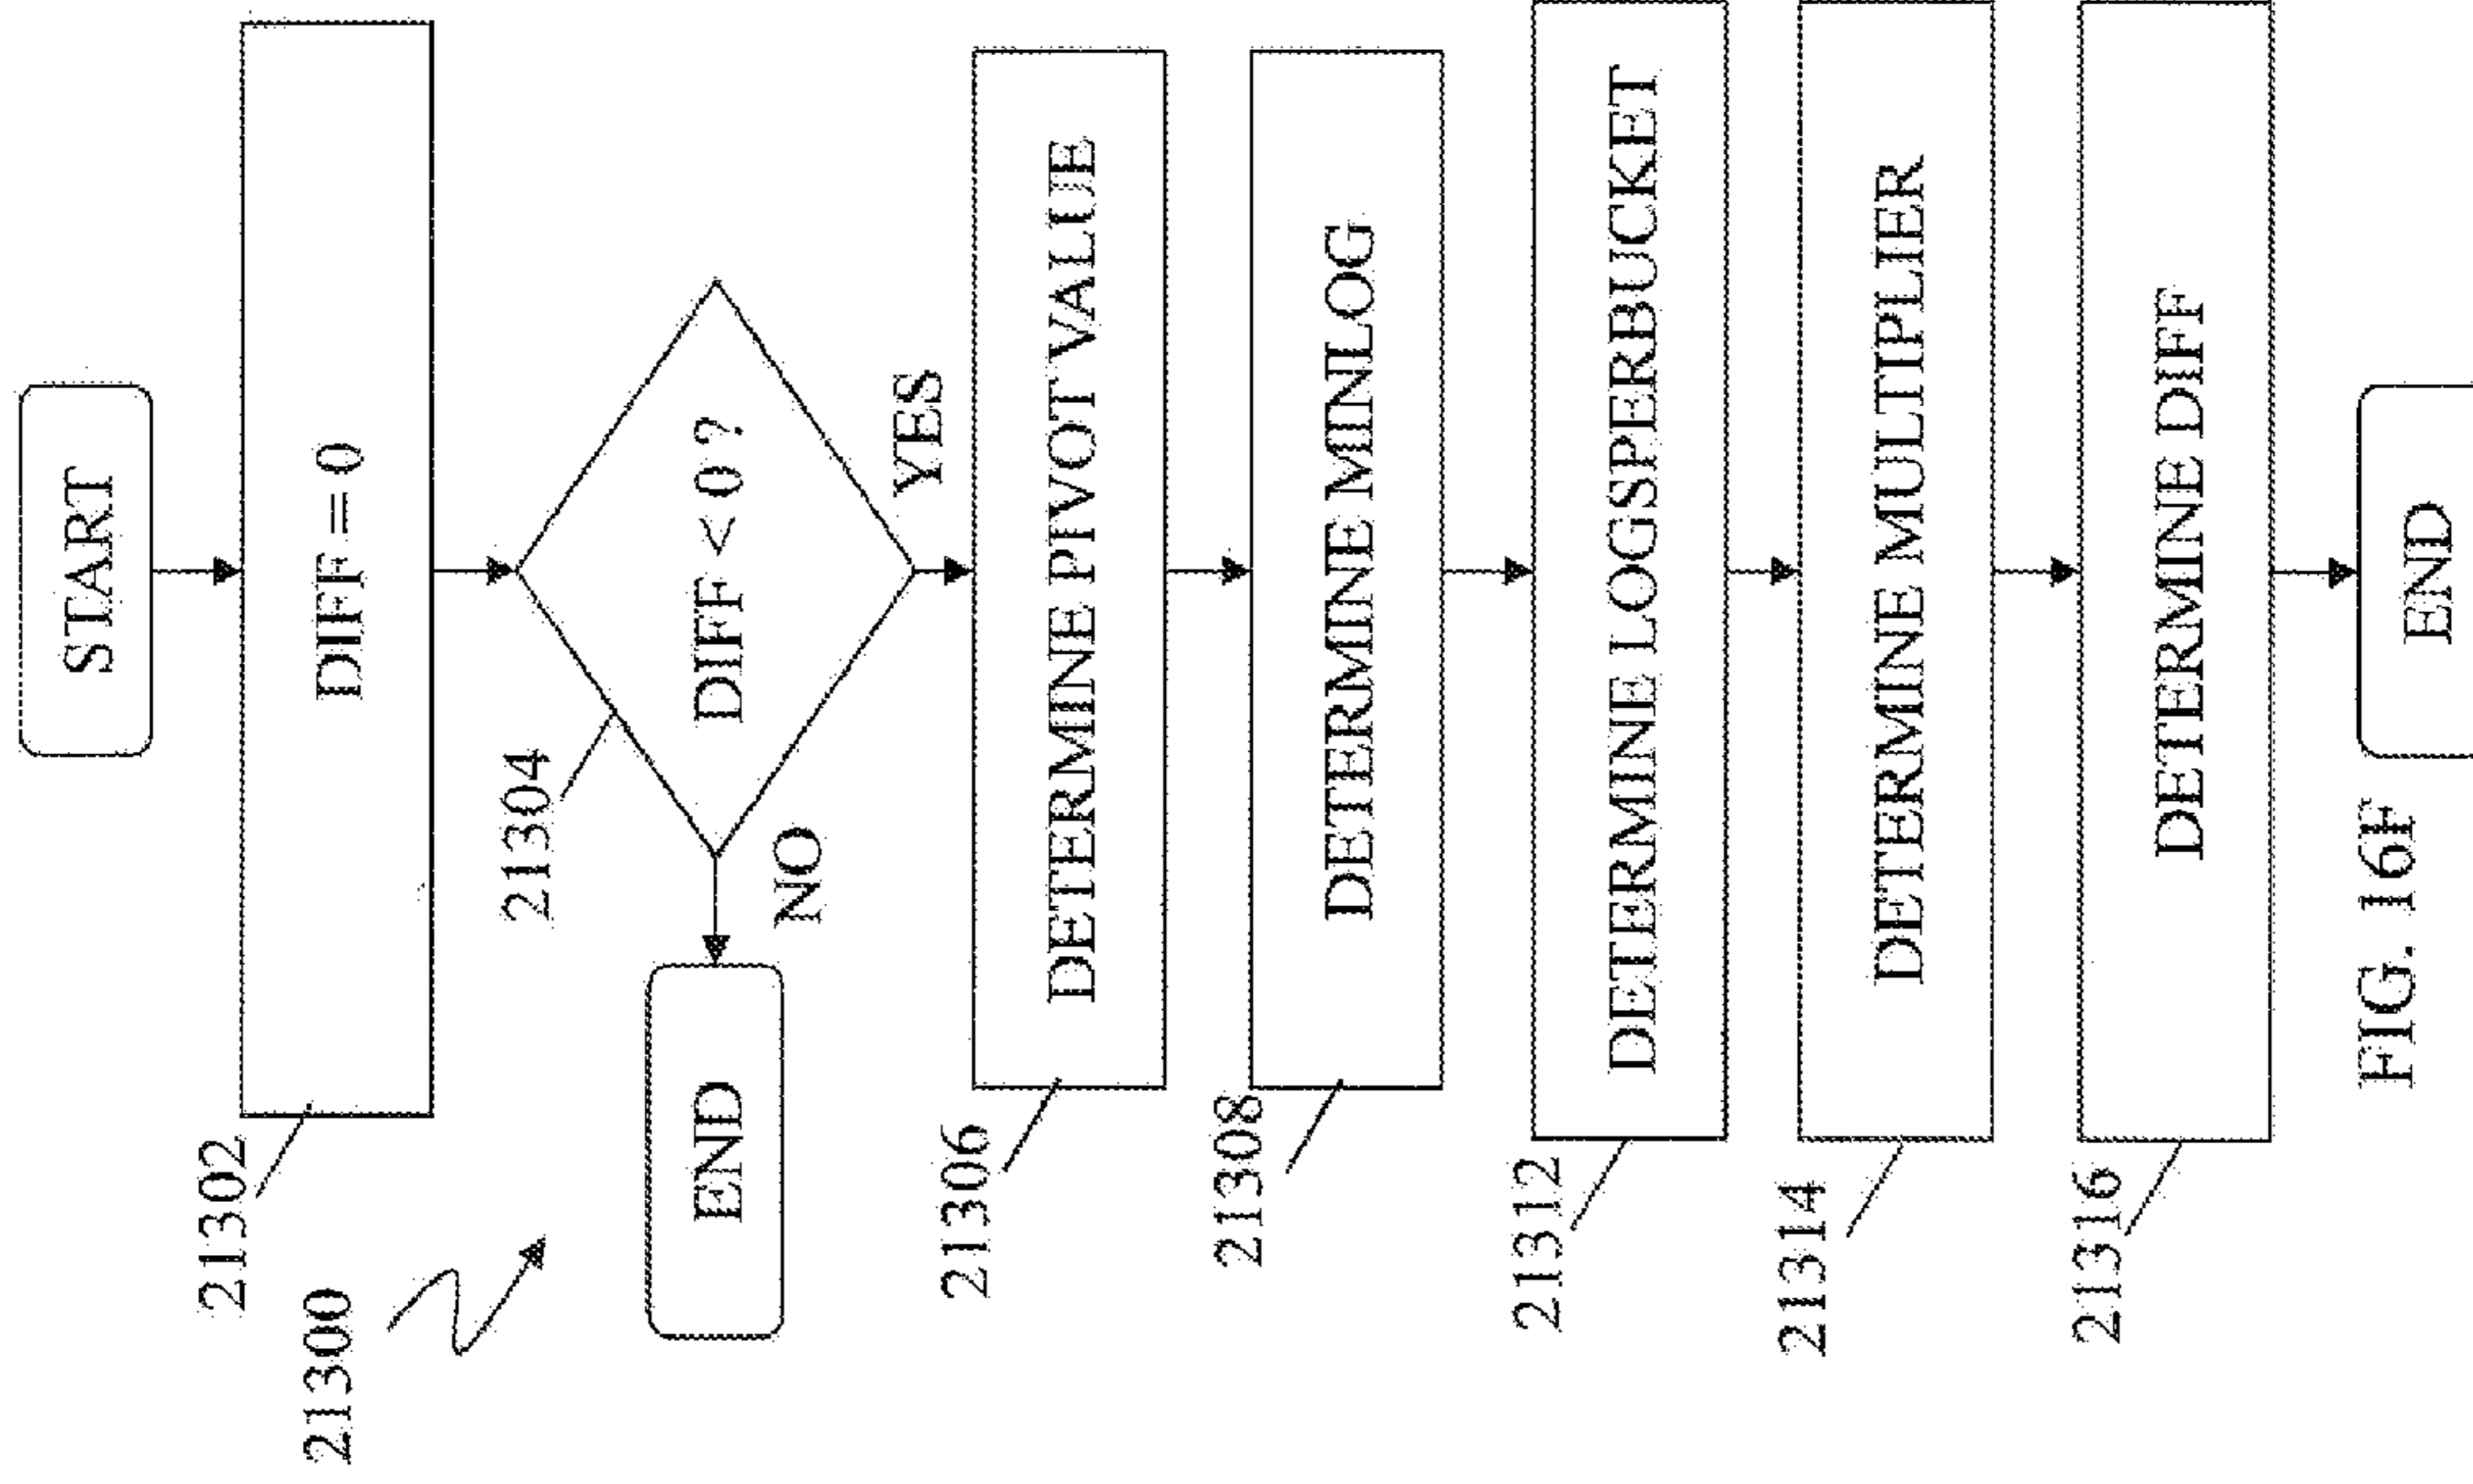 START
21302
DIFF = 0
21300
21304
DIFF < 0 ?
NO
END
YES
21306
DETERMINE PIVOT VALUE
21308
DETERMINE MINLOG
21312
DETERMINE LOGSPERBUCKET
21314
DETERMINE MULTIPLIER
21316
DETERMINE DIFF
END
FIG. 16F